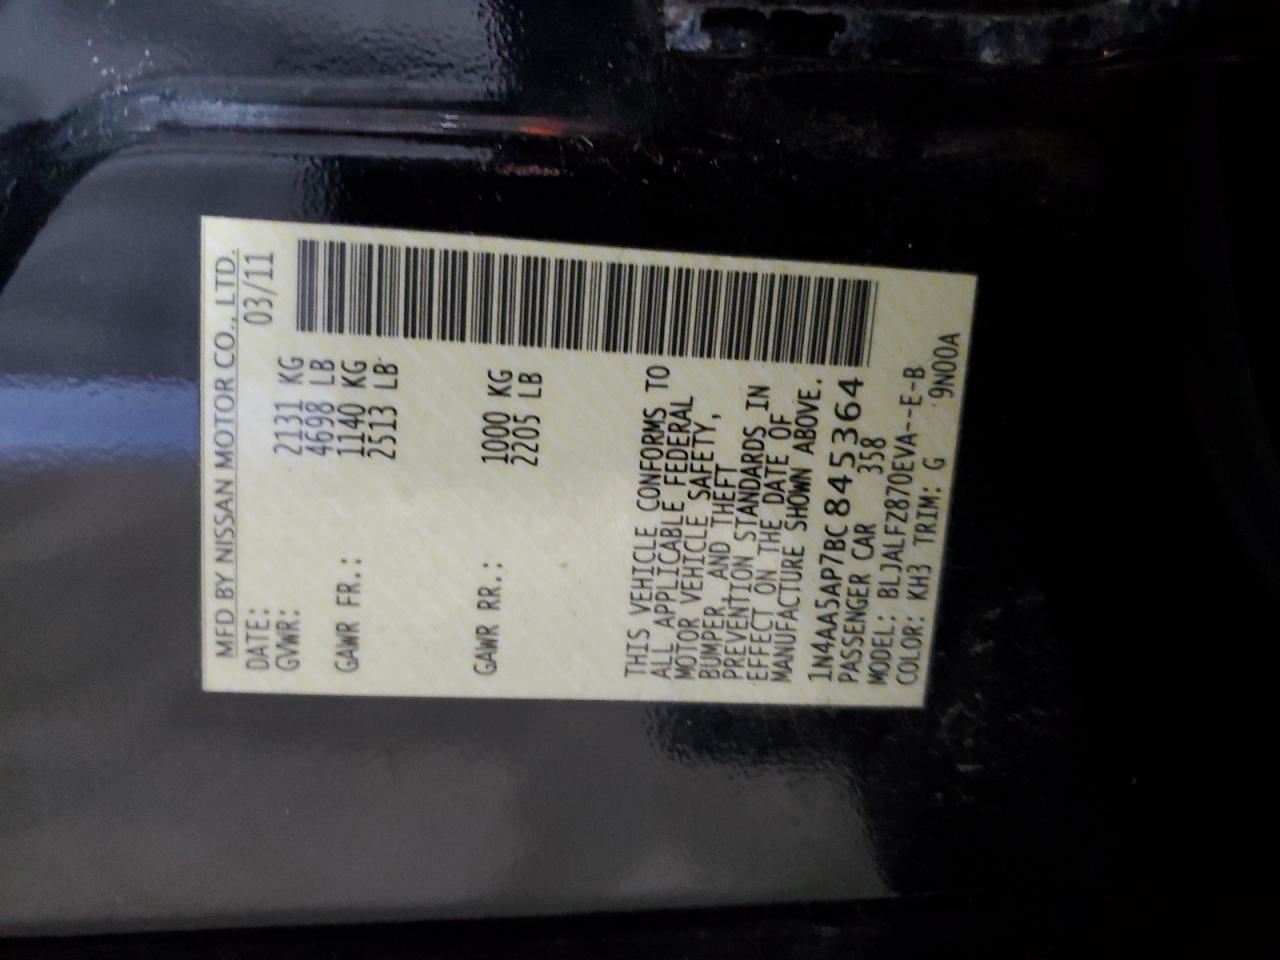 MFD BY NISSAN MOTOR CO., LTD.
DATE: 03/11
GVWR: 2131 KG
4698 LB
GAWR FR.: 1140 KG
2513 LB
GAWR RR.: 1000 KG
2205 LB
THIS VEHICLE CONFORMS TO
ALL APPLICABLE FEDERAL
MOTOR VEHICLE SAFETY,
BUMPER, AND THEFT
PREVENTION STANDARDS IN
EFFECT ON THE DATE OF
MANUFACTURE SHOWN ABOVE.
1N4AA5AP7BC845364
PASSENGER CAR 358
MODEL: BLJALFZ870EVA--E-B
COLOR: KH3 TRIM: G 9N00A